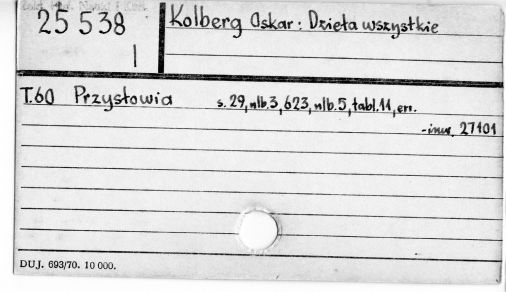 25 538
I
Kolberg Oskar: Dzieła wszystkie
T.60 Przysłowia s. 29, nlb.3, 623, nlb.5, tabl.11, err.
-inw. 27101
DUJ. 693/70. 10 000.